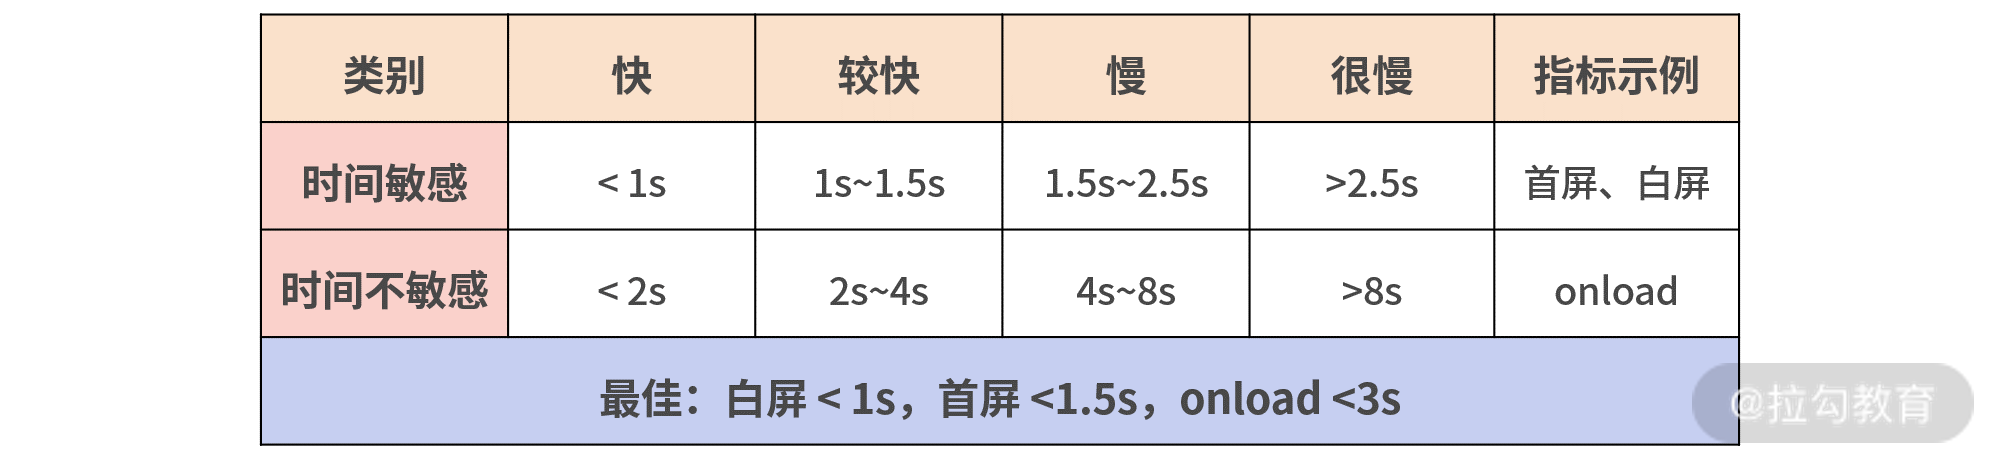 类别 快 较快 慢 很慢 指标示例
时间敏感 < 1s 1s~1.5s 1.5s~2.5s >2.5s 首屏、白屏
时间不敏感 < 2s 2s~4s 4s~8s >8s onload
最佳：白屏 < 1s，首屏 <1.5s，onload <3s
@拉勾教育